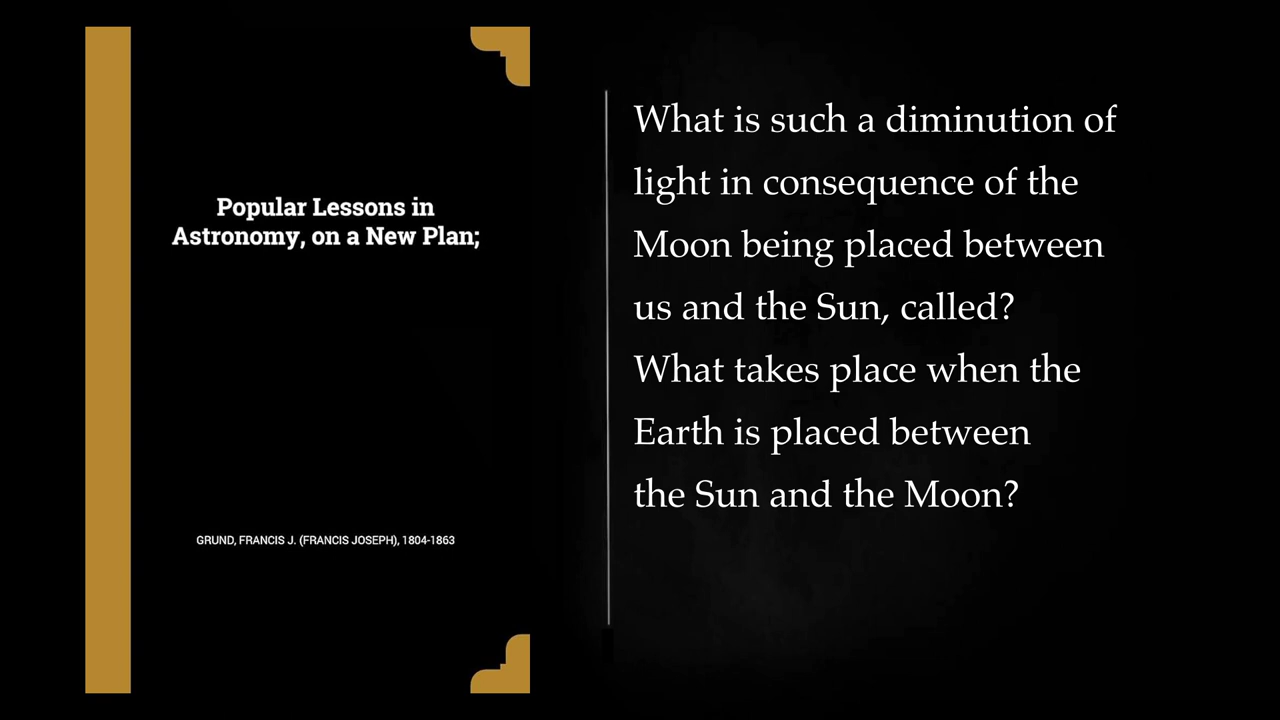 Popular Lessons in
Astronomy, on a New Plan;
GRUND, FRANCIS J. (FRANCIS JOSEPH), 1804-1863
What is such a diminution of
light in consequence of the
Moon being placed between
us and the Sun, called?
What takes place when the
Earth is placed between
the Sun and the Moon?